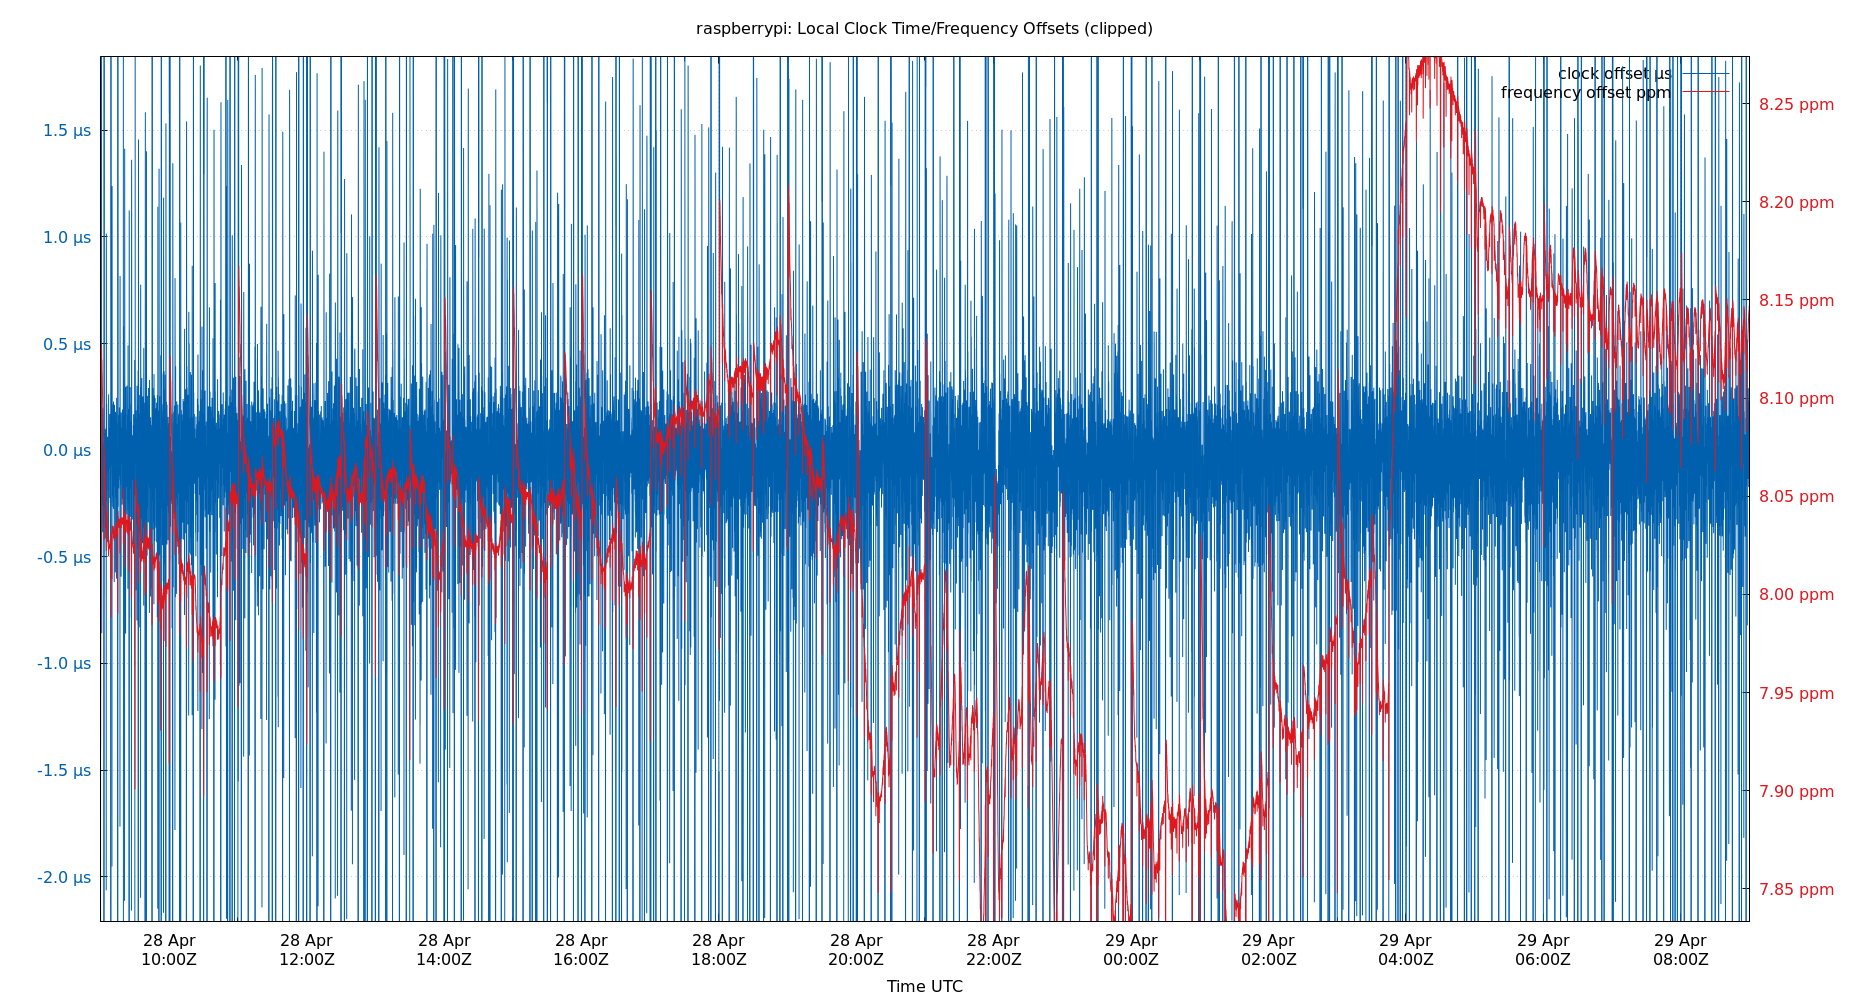 raspberrypi: Local Clock Time/Frequency Offsets (clipped)
clock offset µs
frequency offset ppm
1.5 µs
1.0 µs
0.5 µs
0.0 µs
-0.5 µs
-1.0 µs
-1.5 µs
-2.0 µs
8.25 ppm
8.20 ppm
8.15 ppm
8.10 ppm
8.05 ppm
8.00 ppm
7.95 ppm
7.90 ppm
7.85 ppm
28 Apr 28 Apr 28 Apr 28 Apr 28 Apr 28 Apr 28 Apr 29 Apr 29 Apr 29 Apr 29 Apr 29 Apr
10:00Z 12:00Z 14:00Z 16:00Z 18:00Z 20:00Z 22:00Z 00:00Z 02:00Z 04:00Z 06:00Z 08:00Z
Time UTC